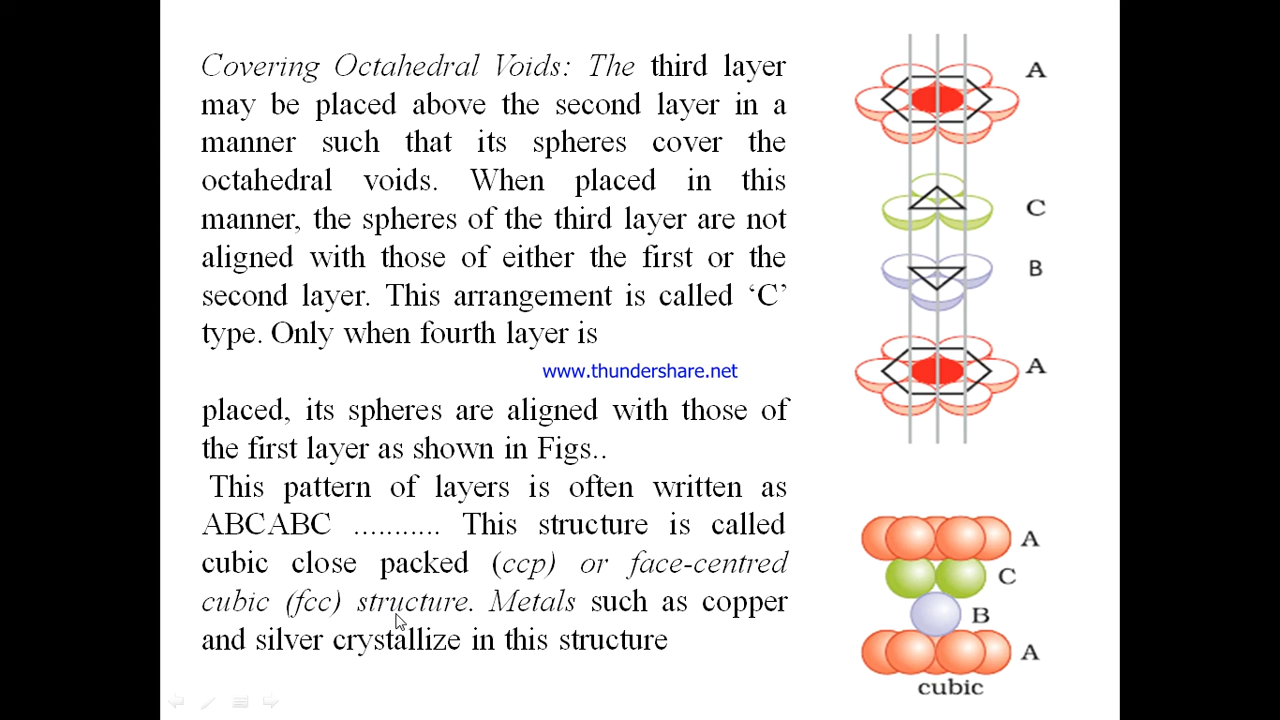 Covering Octahedral Voids: The third layer
may be placed above the second layer in a
manner such that its spheres cover the
octahedral voids. When placed in this
manner, the spheres of the third layer are not
aligned with those of either the first or the
second layer. This arrangement is called ‘C’
type. Only when fourth layer is
www.thundershare.net
placed, its spheres are aligned with those of
the first layer as shown in Figs..
This pattern of layers is often written as
ABCABC ........... This structure is called
cubic close packed (ccp) or face-centred
cubic (fcc) structure. Metals such as copper
and silver crystallize in this structure
A
C
B
A
A
C
B
A
cubic